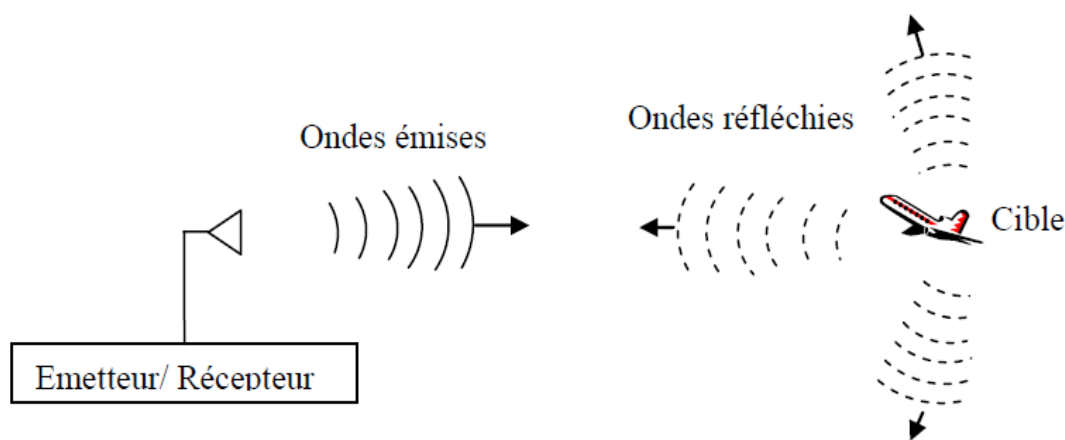 Ondes émises
Ondes réfléchies
Cible
Emetteur/ Récepteur